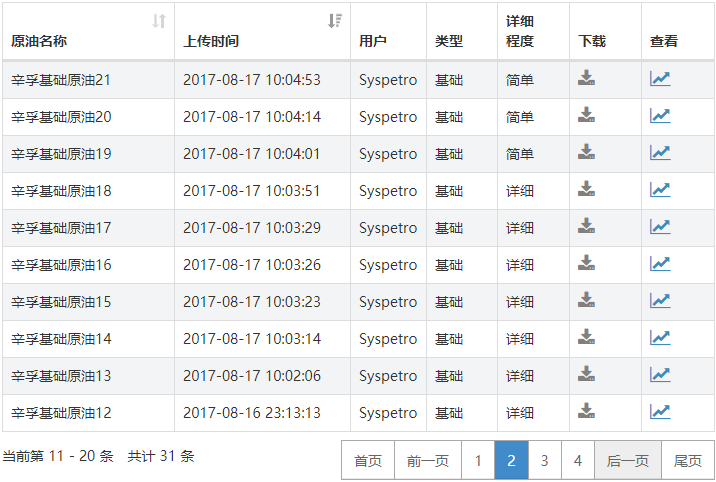 原油名称 上传时间 用户 类型 详细程度 下载 查看
辛孚基础原油21 2017-08-17 10:04:53 Syspetro 基础 简单
辛孚基础原油20 2017-08-17 10:04:14 Syspetro 基础 简单
辛孚基础原油19 2017-08-17 10:04:01 Syspetro 基础 简单
辛孚基础原油18 2017-08-17 10:03:51 Syspetro 基础 详细
辛孚基础原油17 2017-08-17 10:03:29 Syspetro 基础 详细
辛孚基础原油16 2017-08-17 10:03:26 Syspetro 基础 详细
辛孚基础原油15 2017-08-17 10:03:23 Syspetro 基础 详细
辛孚基础原油14 2017-08-17 10:03:14 Syspetro 基础 详细
辛孚基础原油13 2017-08-17 10:02:06 Syspetro 基础 详细
辛孚基础原油12 2017-08-16 23:13:13 Syspetro 基础 详细
当前第 11 - 20 条 共计 31 条 首页 前一页 1 2 3 4 后一页 尾页